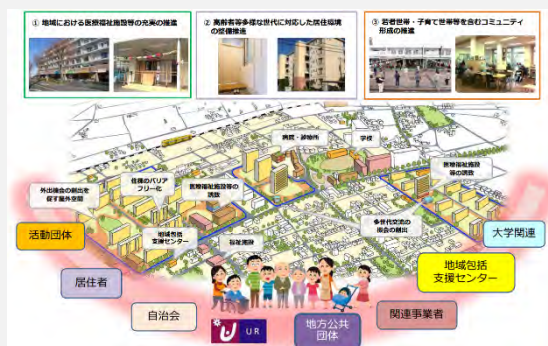 ① 地域における医療福祉施設等の充実の推進
② 高齢者等多様な世代に対応した居住環境
の整備推進
③ 若者世帯・子育て世帯等を含むコミュニティ
形成の推進
病院・診療所
学校
医療福祉施設
等の誘致
外出機会の創出を
促す屋外空間
住棟のバリア
フリー化
医療福祉施設等の
誘致
地域包括
支援センター
福祉施設
多世代交流の
機会の創出
活動団体
大学関連
居住者
地域包括
支援センター
自治会
UR
地方公共
団体
関連事業者